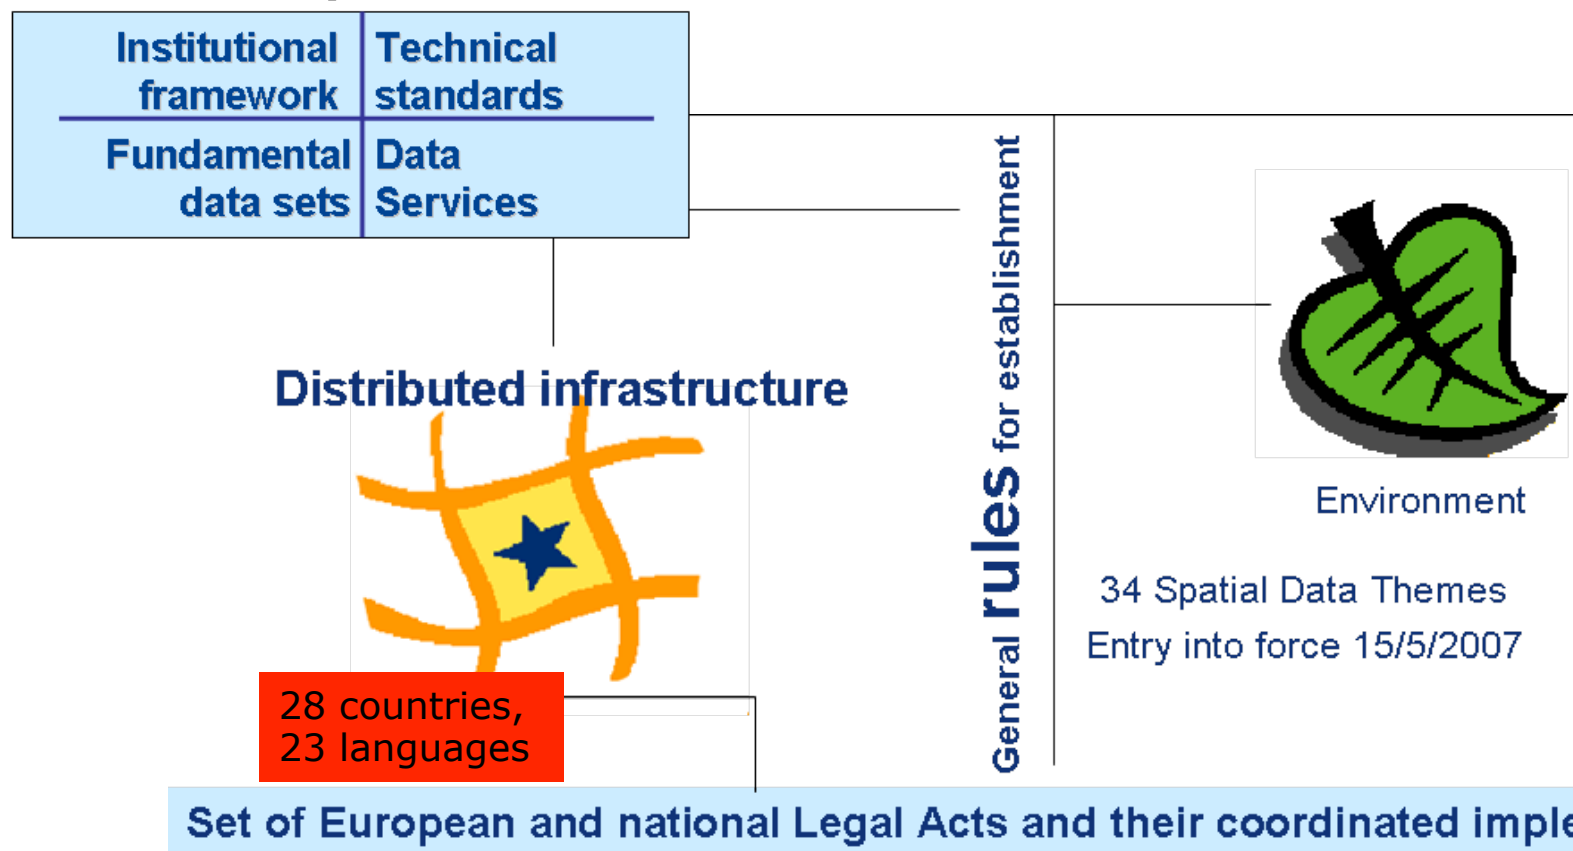 Institutional framework
Technical standards
Fundamental data sets
Data Services
Distributed infrastructure
28 countries,
23 languages
General rules for establishment
Environment
34 Spatial Data Themes
Entry into force 15/5/2007
Set of European and national Legal Acts and their coordinated